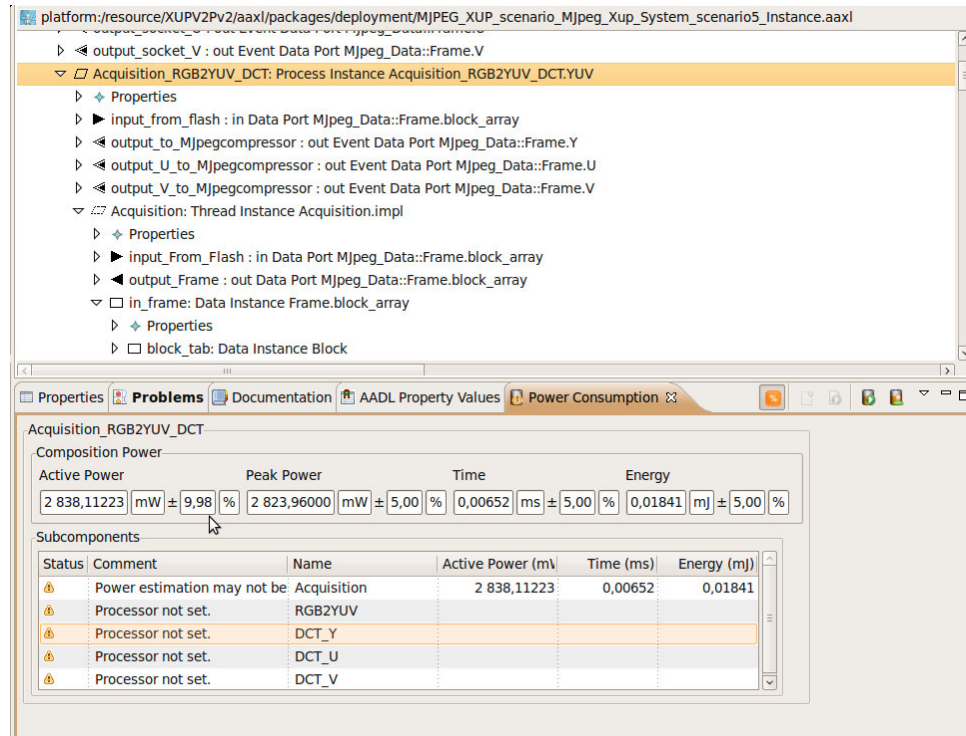 platform:/resource/XUPV2Pv2/aaxl/packages/deployment/MJPEG_XUP_scenario_MJpeg_Xup_System_scenario5_Instance.aaxl
output_socket_U : out Event Data Port MJpeg_Data::Frame.U
output_socket_V : out Event Data Port MJpeg_Data::Frame.V
Acquisition_RGB2YUV_DCT: Process Instance Acquisition_RGB2YUV_DCT.YUV
Properties
input_from_flash : in Data Port MJpeg_Data::Frame.block_array
output_to_MJpegcompressor : out Event Data Port MJpeg_Data::Frame.Y
output_U_to_MJpegcompressor : out Event Data Port MJpeg_Data::Frame.U
output_V_to_MJpegcompressor : out Event Data Port MJpeg_Data::Frame.V
Acquisition: Thread Instance Acquisition.impl
Properties
input_From_Flash : in Data Port MJpeg_Data::Frame.block_array
output_Frame : out Data Port MJpeg_Data::Frame.block_array
in_frame: Data Instance Frame.block_array
Properties
block_tab: Data Instance Block
Properties Problems Documentation AADL Property Values Power Consumption
Acquisition_RGB2YUV_DCT
Composition Power
Active Power Peak Power Time Energy
2 838,11223 mW ± 9,98 % 2 823,96000 mW ± 5,00 % 0,00652 ms ± 5,00 % 0,01841 mJ ± 5,00 %
Subcomponents
Status Comment Name Active Power (mW Time (ms) Energy (mJ)
Power estimation may not be Acquisition 2 838,11223 0,00652 0,01841
Processor not set. RGB2YUV
Processor not set. DCT_Y
Processor not set. DCT_U
Processor not set. DCT_V